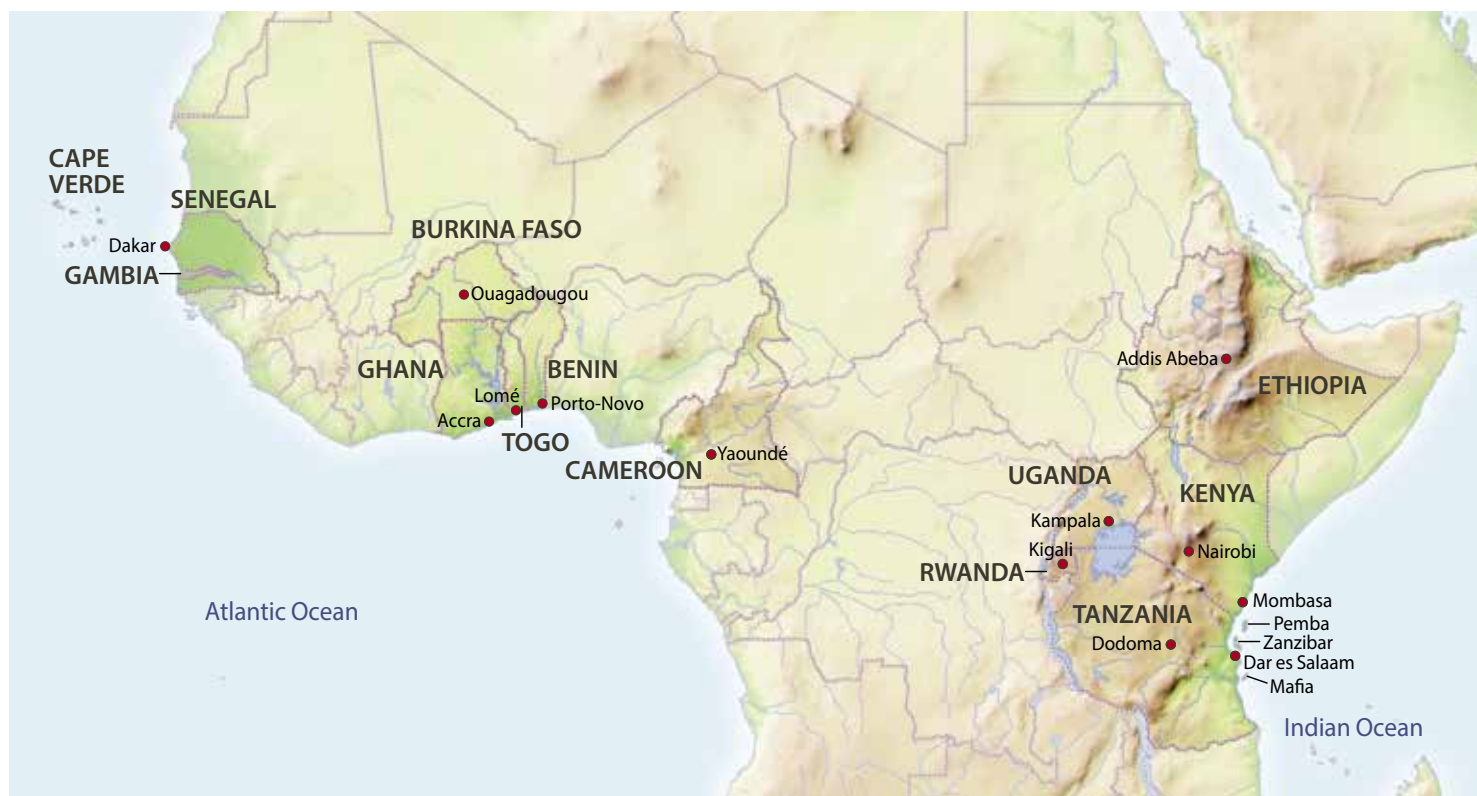 CAPE
VERDE
SENEGAL
Dakar
GAMBIA
BURKINA FASO
Ouagadougou
GHANA
BENIN
Lomé
Porto-Novo
Accra
TOGO
CAMEROON
Yaoundé
Addis Abeba
ETHIOPIA
UGANDA
KENYA
Kampala
Kigali
Nairobi
RWANDA
TANZANIA
Mombasa
Pemba
Zanzibar
Dodoma
Dar es Salaam
Mafia
Atlantic Ocean
Indian Ocean